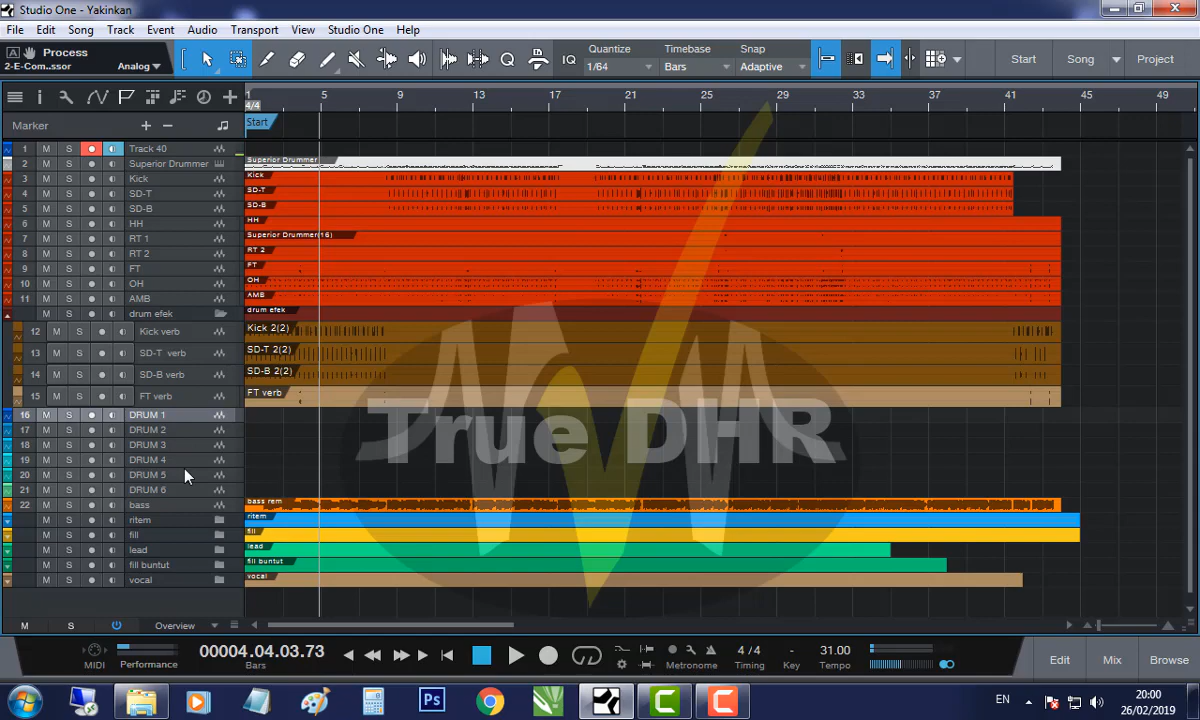 Studio One - Yakinkan
File Edit Song Track Event Audio Transport View Studio One Help
A Process
2-E-Com..ssor Analog
IQ
Quantize Timebase Snap
1/64 Bars Adaptive
Start Song Project
1 5 9 13 17 21 25 29 33 37 41 45 49
4/4
Marker
Start
1 M S Track 40
2 M S Superior Drummer Superior Drummer
3 M S Kick Kick
4 M S SD-T SD-T
5 M S SD-B SD-B
6 M S HH HH
7 M S RT 1 Superior Drummer(16)
8 M S RT 2 RT 2
9 M S FT FT
10 M S OH OH
11 M S AMB AMB
drum efek drum efek
12 M S Kick verb Kick 2(2)
13 M S SD-T verb SD-T 2(2)
14 M S SD-B verb SD-B 2(2)
15 M S FT verb FT verb
16 M S DRUM 1
17 M S DRUM 2
18 M S DRUM 3
19 M S DRUM 4
20 M S DRUM 5
21 M S DRUM 6
22 M S bass bass rem
ritem ritem
fill fill
lead lead
fill buntut fill buntut
vocal vocal
True DHR
M S Overview
MIDI Performance
00004.04.03.73
Bars
Metronome
4/4
Timing
-
Key
31.00
Tempo
Edit Mix Browse
Ps
EN
20:00
26/02/2019